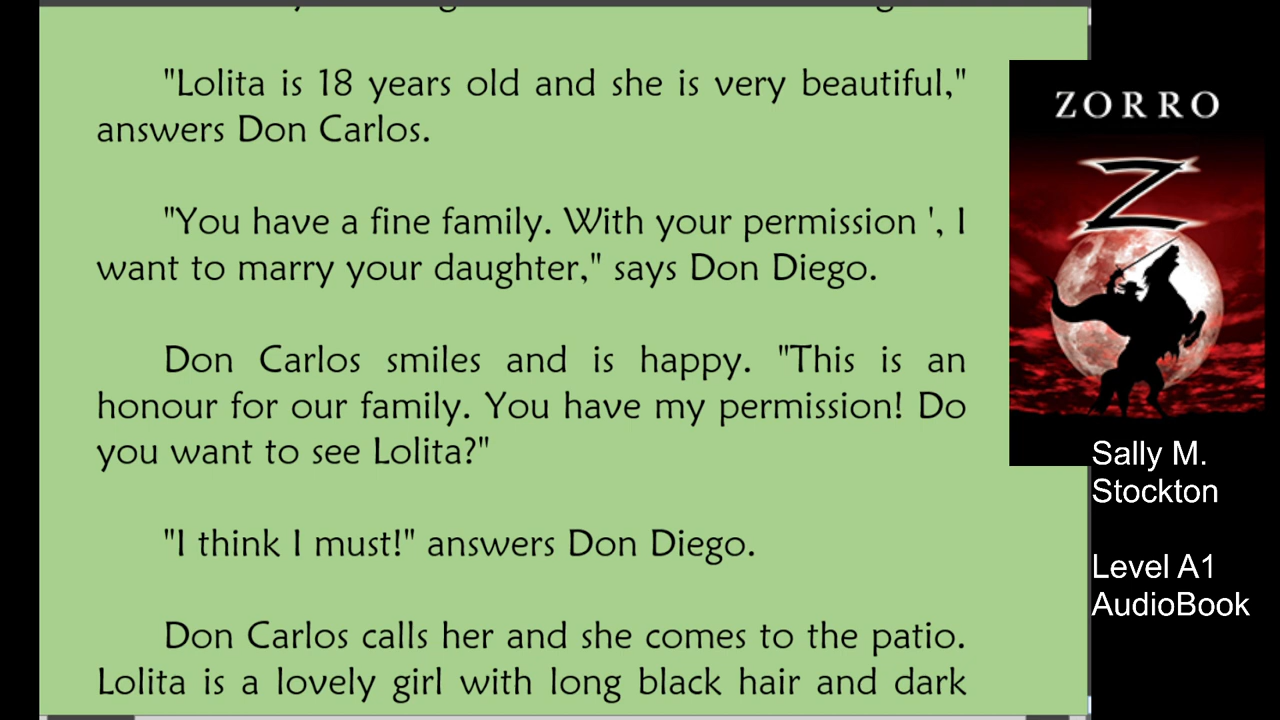 "Lolita is 18 years old and she is very beautiful,"
answers Don Carlos.
"You have a fine family. With your permission ', I
want to marry your daughter," says Don Diego.
Don Carlos smiles and is happy. "This is an
honour for our family. You have my permission! Do
you want to see Lolita?"
"I think I must!" answers Don Diego.
Don Carlos calls her and she comes to the patio.
Lolita is a lovely girl with long black hair and dark
ZORRO
Z
Sally M.
Stockton
Level A1
AudioBook